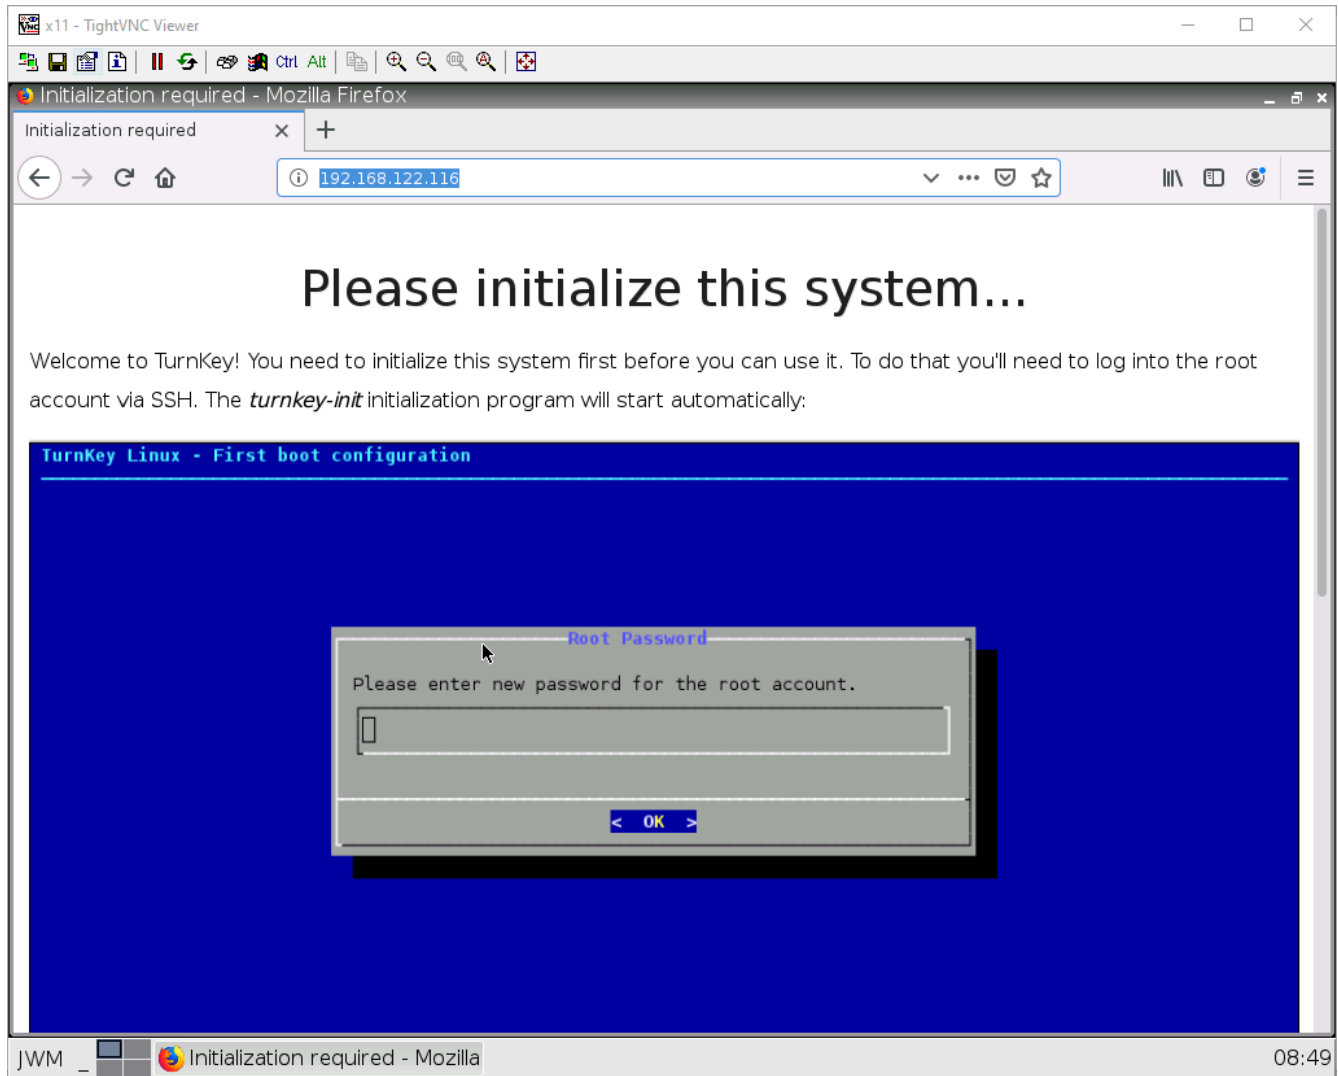 x11 - TightVNC Viewer
Ctrl Alt
Initialization required - Mozilla Firefox
Initialization required
192.168.122.116
Please initialize this system...
Welcome to TurnKey! You need to initialize this system first before you can use it. To do that you'll need to log into the root
account via SSH. The turnkey-init initialization program will start automatically:
TurnKey Linux - First boot configuration
Root Password
Please enter new password for the root account.
< OK >
JWM _ Initialization required - Mozilla 08:49